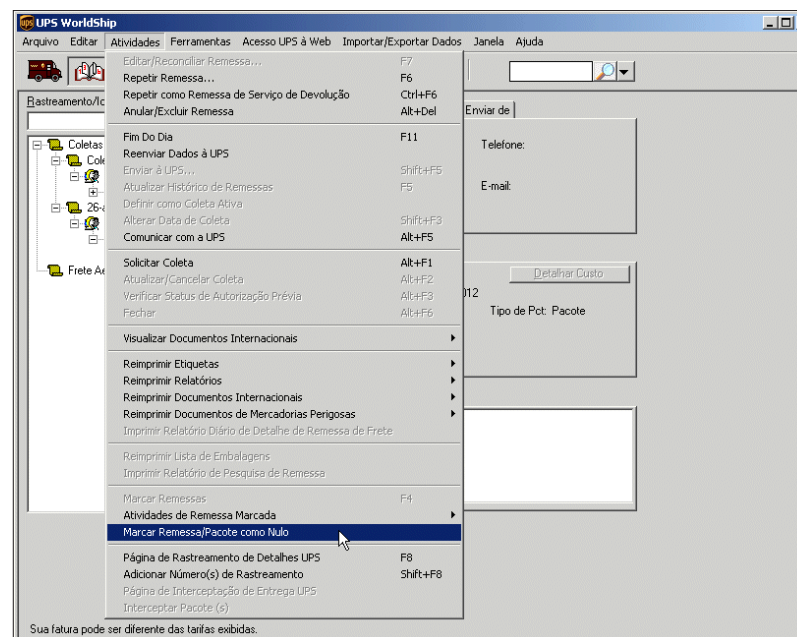 UPS WorldShip
Arquivo Editar Atividades Ferramentas Acesso UPS à Web Importar/Exportar Dados Janela Ajuda
Editar/Reconciliar Remessa... F7
Repetir Remessa... F6
Repetir como Remessa de Serviço de Devolução Ctrl+F6
Anular/Excluir Remessa Alt+Del
Fim Do Dia F11
Reenviar Dados à UPS
Enviar à UPS... Shift+F5
Atualizar Histórico de Remessas F5
Definir como Coleta Ativa
Alterar Data de Coleta Shift+F3
Comunicar com a UPS Alt+F5
Solicitar Coleta Alt+F1
Atualizar/Cancelar Coleta Alt+F2
Verificar Status de Autorização Prévia Alt+F3
Fechar Alt+F6
Visualizar Documentos Internacionais
Reimprimir Etiquetas
Reimprimir Relatórios
Reimprimir Documentos Internacionais
Reimprimir Documentos de Mercadorias Perigosas
Imprimir Relatório Diário de Detalhe de Remessa de Frete
Reimprimir Lista de Embalagens
Imprimir Relatório de Pesquisa de Remessa
Marcar Remessas F4
Atividades de Remessa Marcada
Marcar Remessa/Pacote como Nulo
Página de Rastreamento de Detalhes UPS F8
Adicionar Número(s) de Rastreamento Shift+F8
Página de Interceptação de Entrega UPS
Interceptar Pacote (s)
Rastreamento/Ic
Coletas
Cole
26-a
Frete Ae
Enviar de
Telefone:
E-mail:
Detalhar Custo
012
Tipo de Pct: Pacote
Sua fatura pode ser diferente das tarifas exibidas.